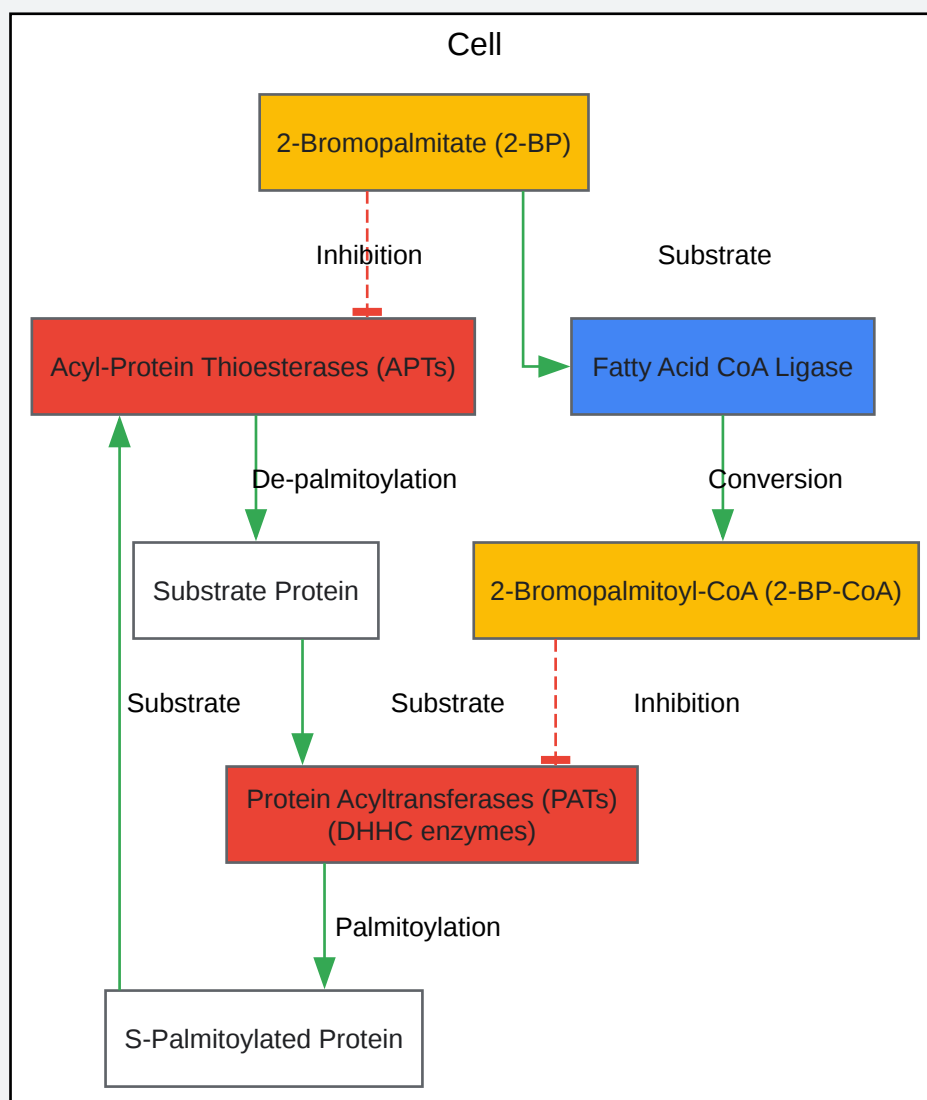 Cell
2-Bromopalmitate (2-BP)
Inhibition
Substrate
Acyl-Protein Thioesterases (APTs)
Fatty Acid CoA Ligase
De-palmitoylation
Conversion
Substrate Protein
2-Bromopalmitoyl-CoA (2-BP-CoA)
Substrate
Substrate
Inhibition
Protein Acyltransferases (PATs)
(DHHC enzymes)
Palmitoylation
S-Palmitoylated Protein